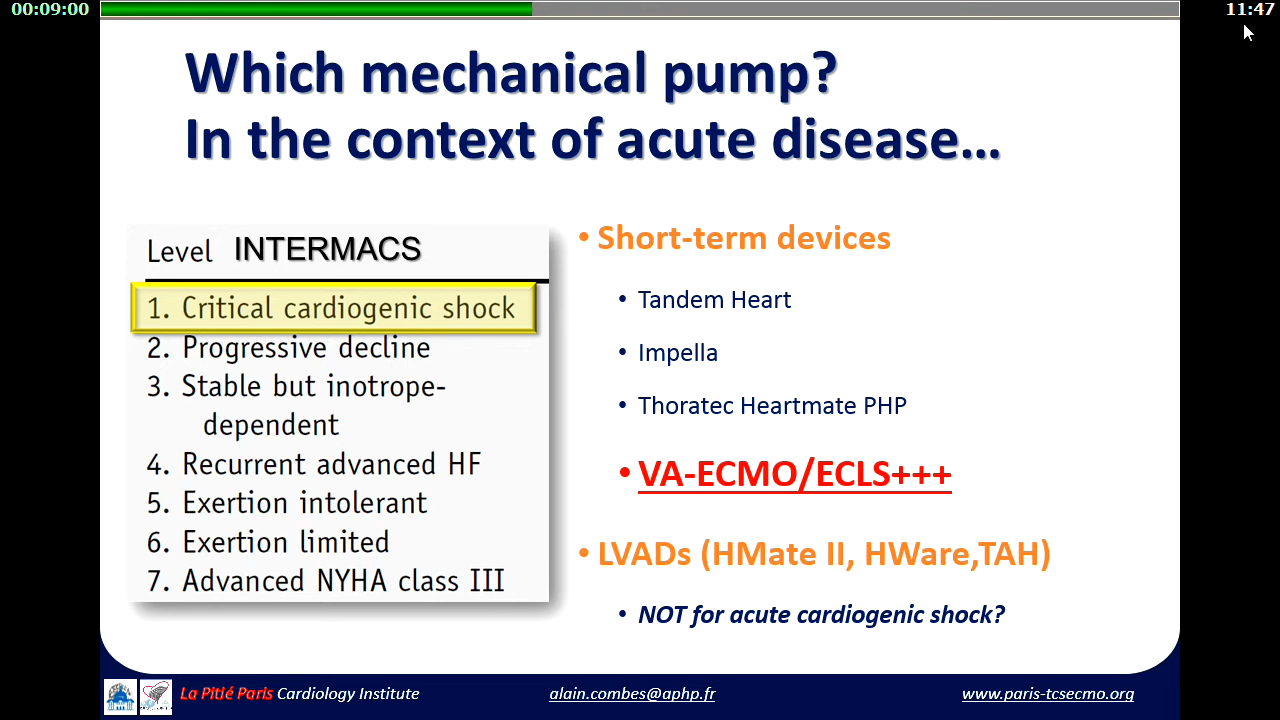 00:09:00
11:47
Which mechanical pump?
In the context of acute disease…
Level INTERMACS
1. Critical cardiogenic shock
2. Progressive decline
3. Stable but inotrope-
dependent
4. Recurrent advanced HF
5. Exertion intolerant
6. Exertion limited
7. Advanced NYHA class III
• Short-term devices
• Tandem Heart
• Impella
• Thoratec Heartmate PHP
• VA-ECMO/ECLS+++
• LVADs (HMate II, HWare,TAH)
• NOT for acute cardiogenic shock?
La Pitié Paris Cardiology Institute
alain.combes@aphp.fr
www.paris-tcsecmo.org